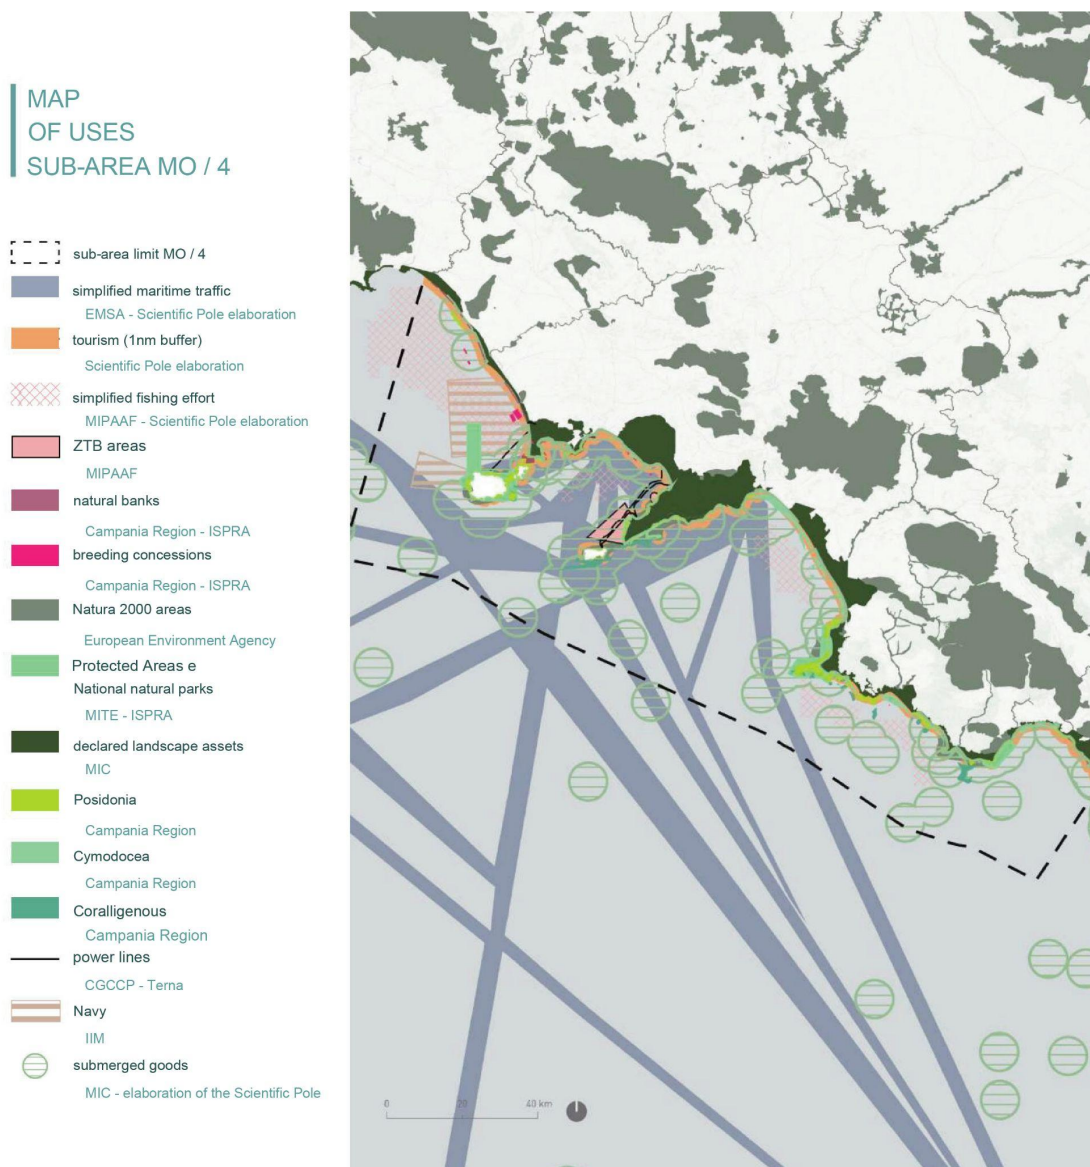 MAP
OF USES
SUB-AREA MO / 4
sub-area limit MO / 4
simplified maritime traffic
EMSA - Scientific Pole elaboration
tourism (1nm buffer)
Scientific Pole elaboration
simplified fishing effort
MIPAAF - Scientific Pole elaboration
ZTB areas
MIPAAF
natural banks
Campania Region - ISPRA
breeding concessions
Campania Region - ISPRA
Natura 2000 areas
European Environment Agency
Protected Areas e
National natural parks
MITE - ISPRA
declared landscape assets
MIC
Posidonia
Campania Region
Cymodocea
Campania Region
Coralligenous
Campania Region
power lines
CGCCP - Terna
Navy
IIM
submerged goods
MIC - elaboration of the Scientific Pole
0 20 40 km